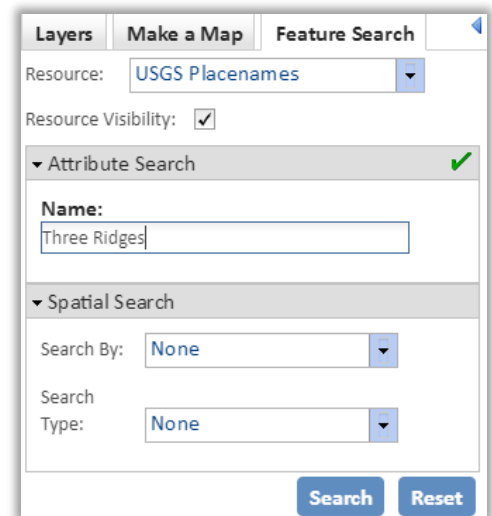 Layers Make a Map Feature Search
Resource: USGS Placenames
Resource Visibility:
Attribute Search
Name:
Three Ridges
Spatial Search
Search By: None
Search
Type: None
Search Reset